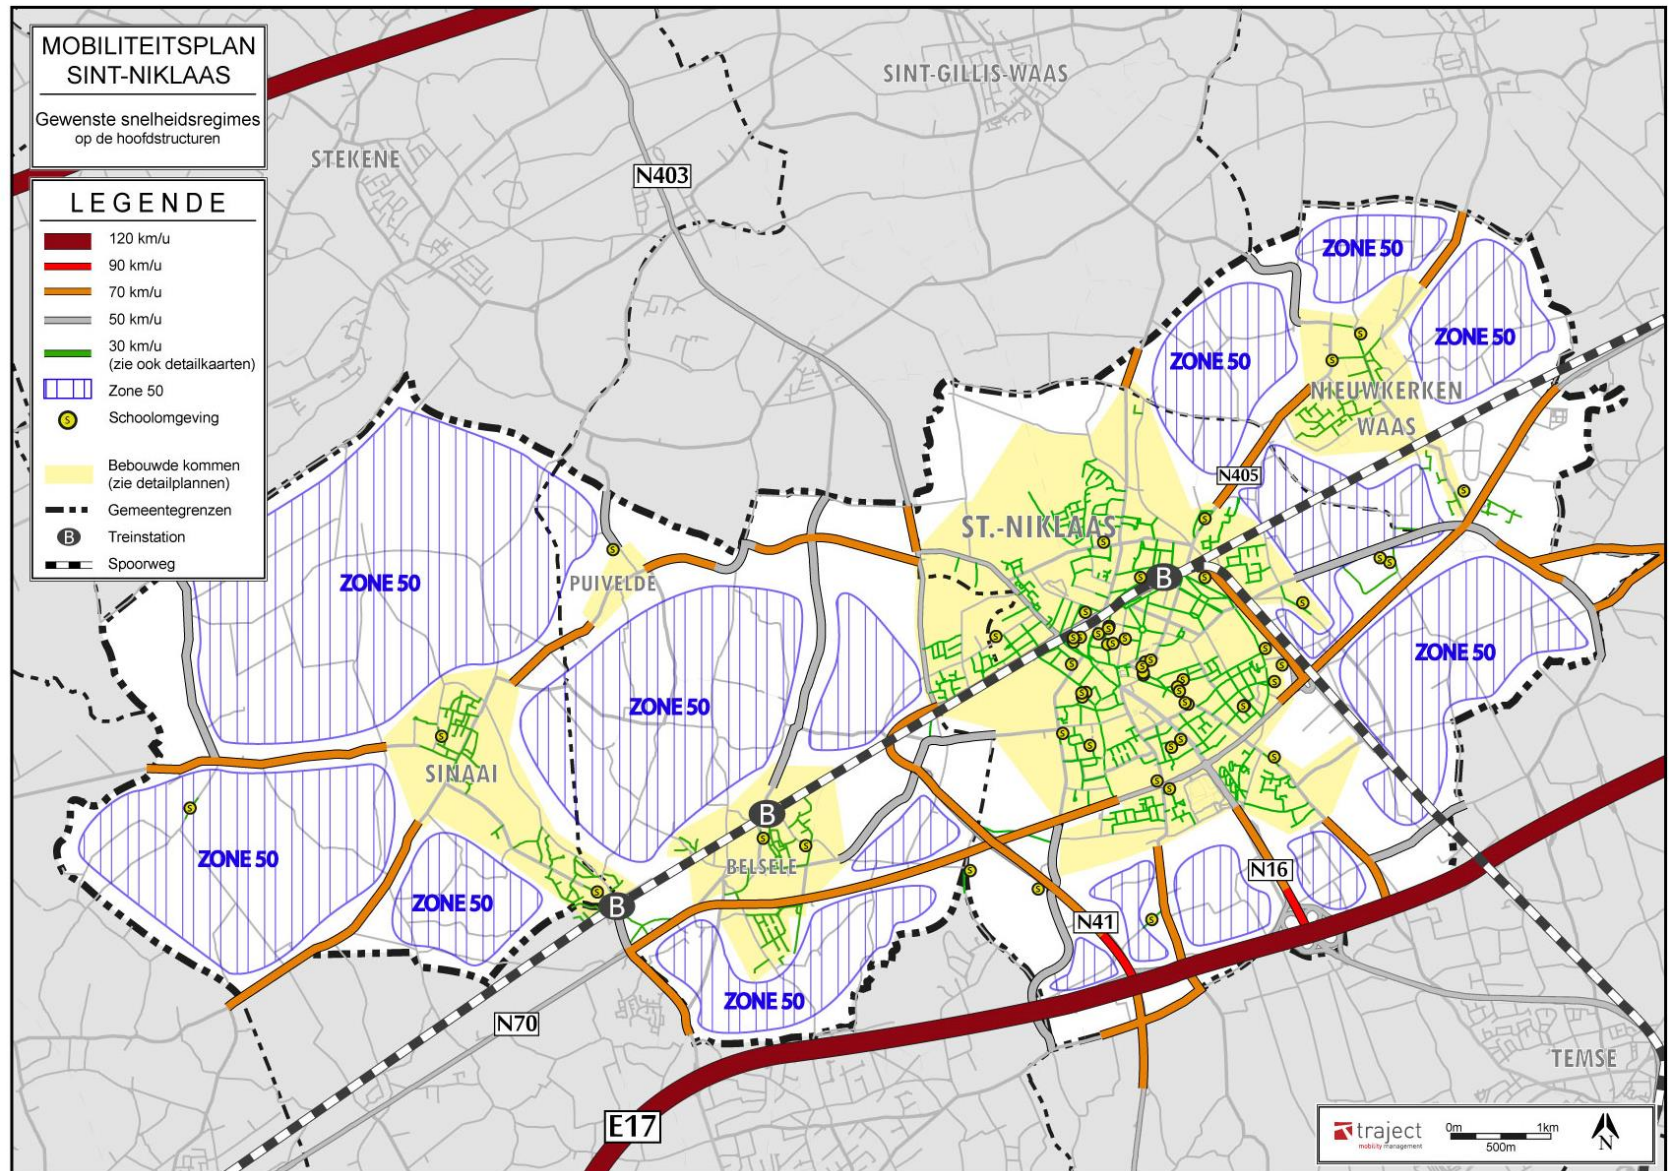 MOBILITEITSPLAN
SINT-NIKLAAS
Gewenste snelheidsregimes
op de hoofdstructuren
LEGENDE
120 km/u
90 km/u
70 km/u
50 km/u
30 km/u
(zie ook detailkaarten)
Zone 50
S Schoolomgeving
Bebouwde kommen
(zie detailplannen)
Gemeentegrenzen
B Treinstation
Spoorweg
SINT-GILLIS-WAAS
STEKENE
N403
ZONE 50
ZONE 50
ZONE 50
NIEUWKERKEN
WAAS
N405
ST.-NIKLAAS
B
ZONE 50
PUIVELDE
ZONE 50
ZONE 50
SINAAI
B
ZONE 50
BELSELE
ZONE 50
B
N16
N41
ZONE 50
N70
TEMSE
E17
traject
mobility management
0m 1km
500m
N